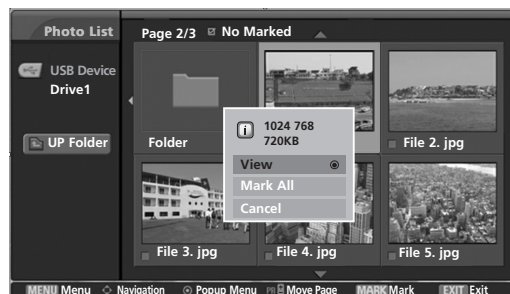 Photo List
Page 2/3 No Marked
USB Device
Drive1
UP Folder
Folder
File 2. jpg
1024 768
720KB
View
Mark All
Cancel
File 3. jpg
File 4. jpg
File 5. jpg
MENU Menu Navigation Popup Menu PR Move Page MARK Mark EXIT Exit